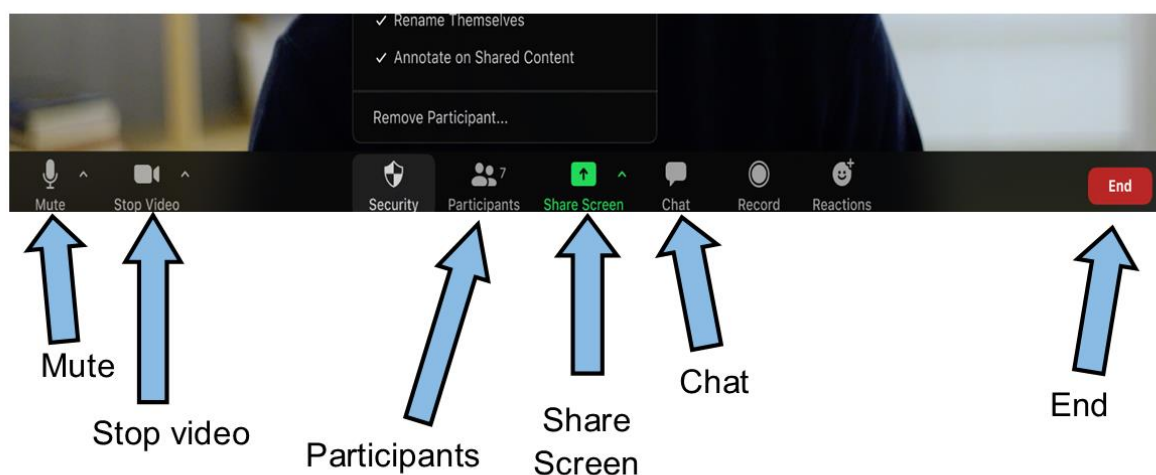 ✓ Rename Themselves
✓ Annotate on Shared Content
Remove Participant...
7
Mute Stop Video Security Participants Share Screen Chat Record Reactions End
Mute
Stop video
Participants
Share
Screen
Chat
End